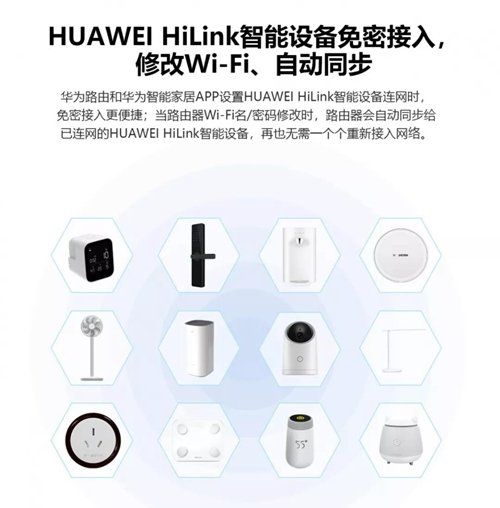 HUAWEI HiLink智能设备免密接入，
修改Wi-Fi、自动同步
华为路由和华为智能家居APP设置HUAWEI HiLink智能设备连网时，
免密接入更便捷；当路由器Wi-Fi名/密码修改时，路由器会自动同步给
已连网的HUAWEI HiLink智能设备，再也无需一个个重新接入网络。
55°